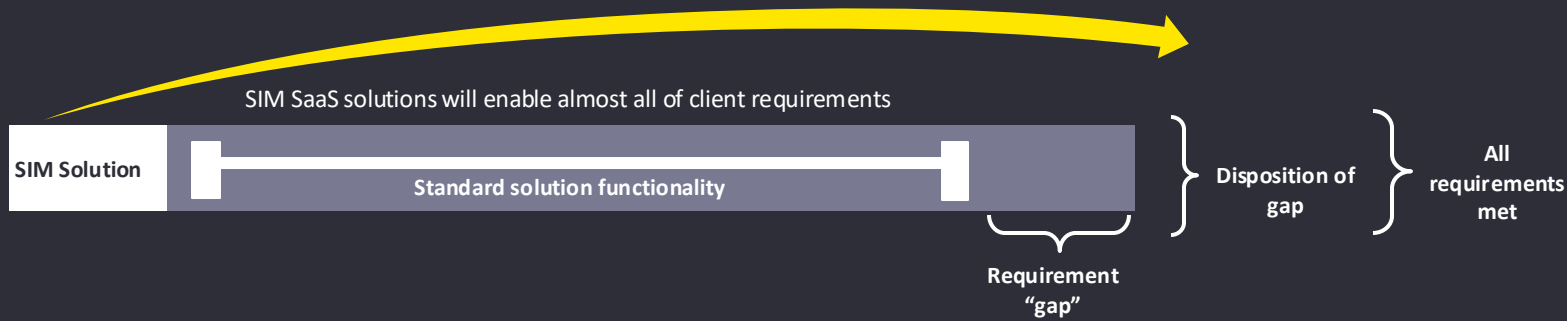 SIM SaaS solutions will enable almost all of client requirements
SIM Solution
Standard solution functionality
Disposition of
gap
All
requirements
met
Requirement
“gap”